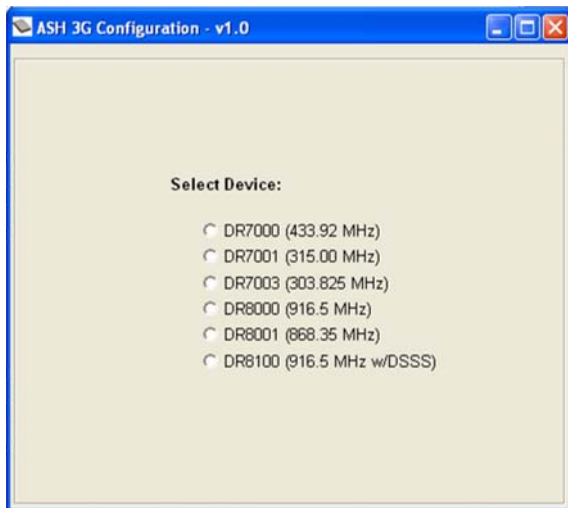 ASH 3G Configuration - v1.0
Select Device:
DR7000 (433.92 MHz)
DR7001 (315.00 MHz)
DR7003 (303.825 MHz)
DR8000 (916.5 MHz)
DR8001 (868.35 MHz)
DR8100 (916.5 MHz w/DSSS)